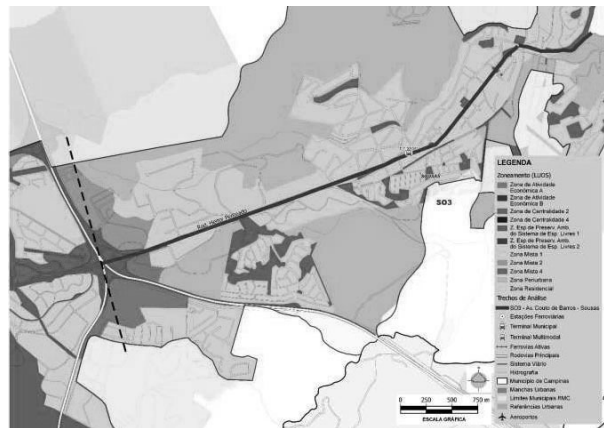 SO3
LEGENDA
Zoneamento (LUOS)
Zona de Atividade
Econômica A
Zona de Atividade
Econômica B
Zona de Centralidade 2
Zona de Centralidade 4
Z. Esp de Preserv. Amb.
do Sistema de Esp. Livres 1
Z. Esp de Preserv. Amb.
do Sistema de Esp. Livres 2
Zona Mista 1
Zona Mista 2
Zona Mista 4
Zona Periurbana
Zona Residencial
Trechos de Análise
SO3 - Av. Couto de Barros - Sousas
Estações Ferroviárias
Terminal Municipal
Terminal Multimodal
Ferrovias Ativas
Rodovias Principais
Sistema Viário
Hidrografia
Município de Campinas
Manchas Urbanas
Limites Municipais RMC
Referências Urbanas
Aeroportos
0 250 500 750 m
ESCALA GRÁFICA